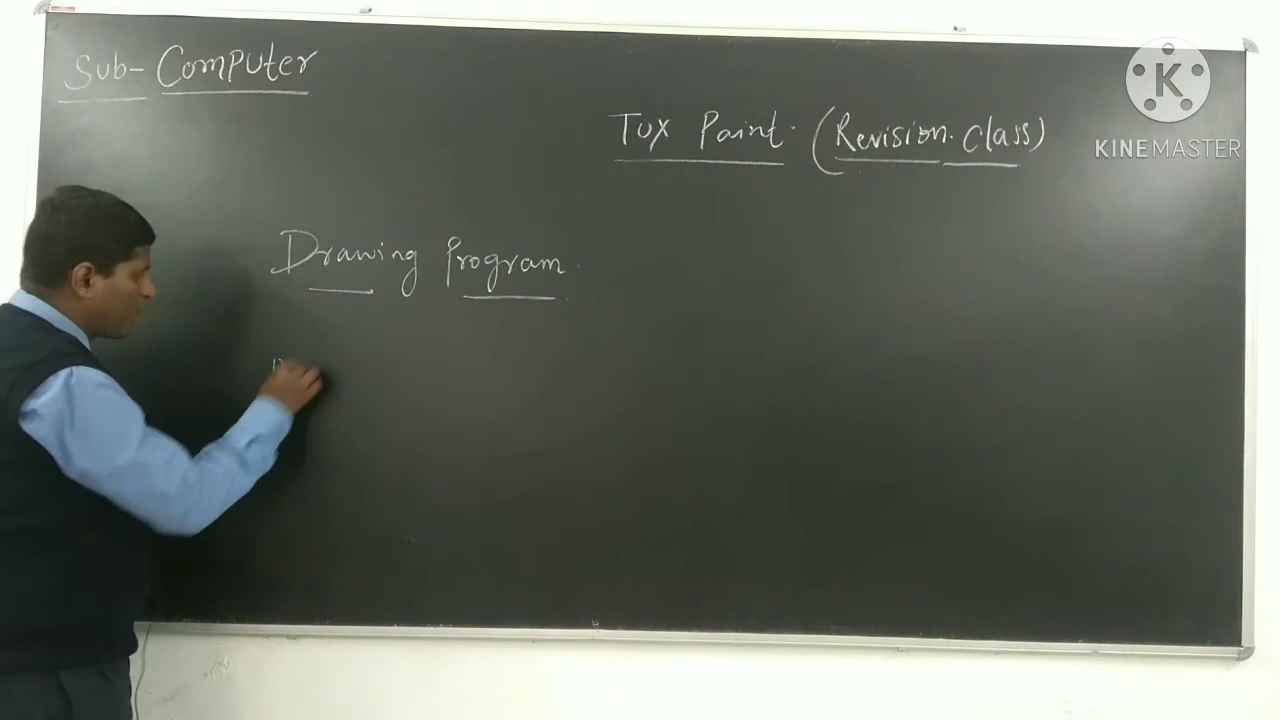 Sub- Computer
Tux Paint. (Revision. Class)
Drawing Program.
K
KINEMASTER